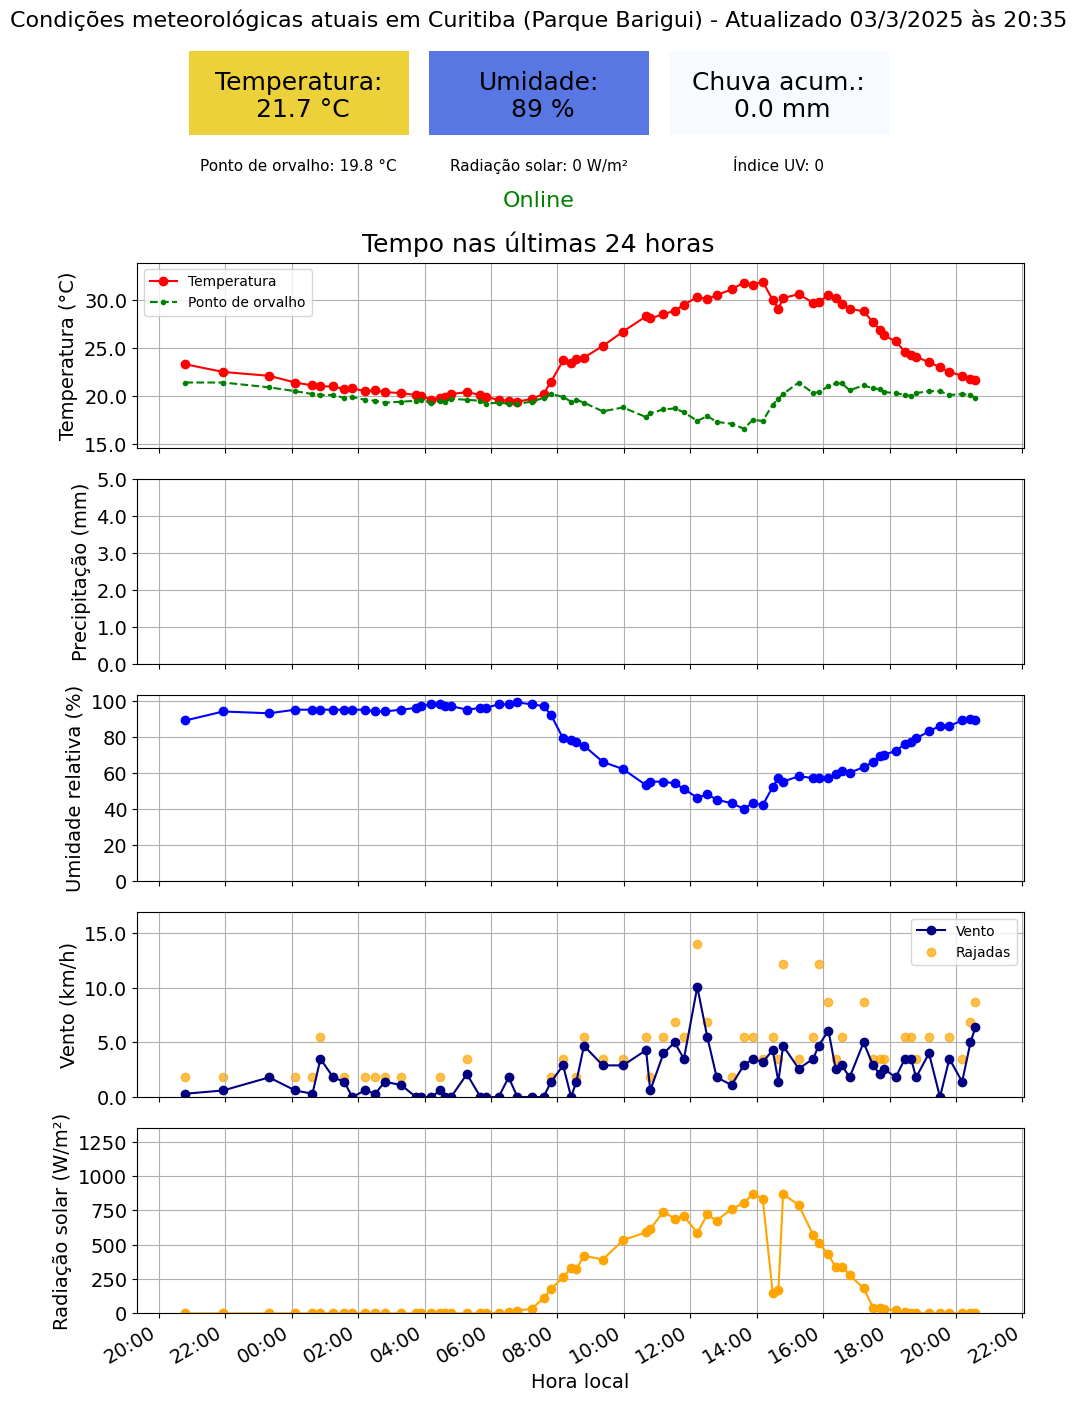 Condições meteorológicas atuais em Curitiba (Parque Barigui) - Atualizado 03/3/2025 às 20:35
Temperatura:
21.7 °C
Umidade:
89 %
Chuva acum.:
0.0 mm
Ponto de orvalho: 19.8 °C
Radiação solar: 0 W/m²
Índice UV: 0
Online
Tempo nas últimas 24 horas
Temperatura (°C)
30.0
25.0
20.0
15.0
Temperatura
Ponto de orvalho
Precipitação (mm)
5.0
4.0
3.0
2.0
1.0
0.0
Umidade relativa (%)
100
80
60
40
20
0
Vento (km/h)
15.0
10.0
5.0
0.0
Vento
Rajadas
Radiação solar (W/m²)
1250
1000
750
500
250
0
20:00
22:00
00:00
02:00
04:00
06:00
08:00
10:00
12:00
14:00
16:00
18:00
20:00
22:00
Hora local